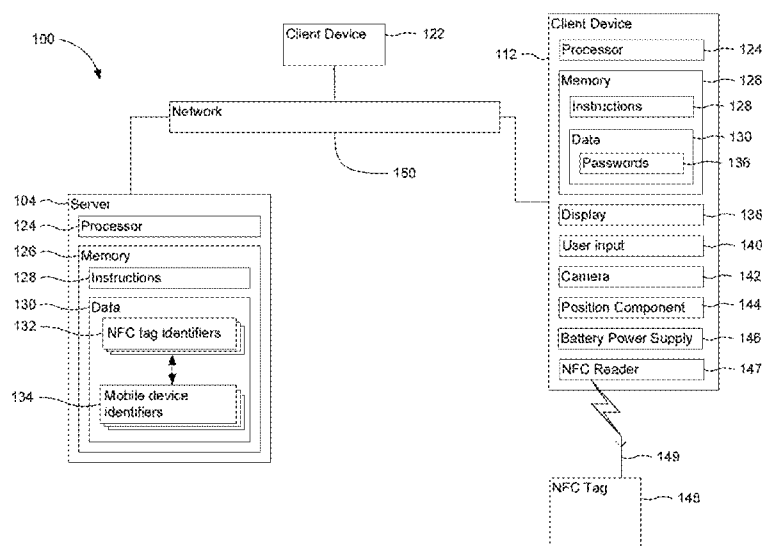 100
Client Device
122
Network
150
104
Server
124
Processor
126
Memory
128
Instructions
130
Data
132
NFC tag identifiers
134
Mobile device
identifiers
Client Device
112
Processor
124
Memory
126
Instructions
128
Data
130
Passwords
136
Display
138
User input
140
Camera
142
Position Component
144
Battery Power Supply
146
NFC Reader
147
149
NFC Tag
148